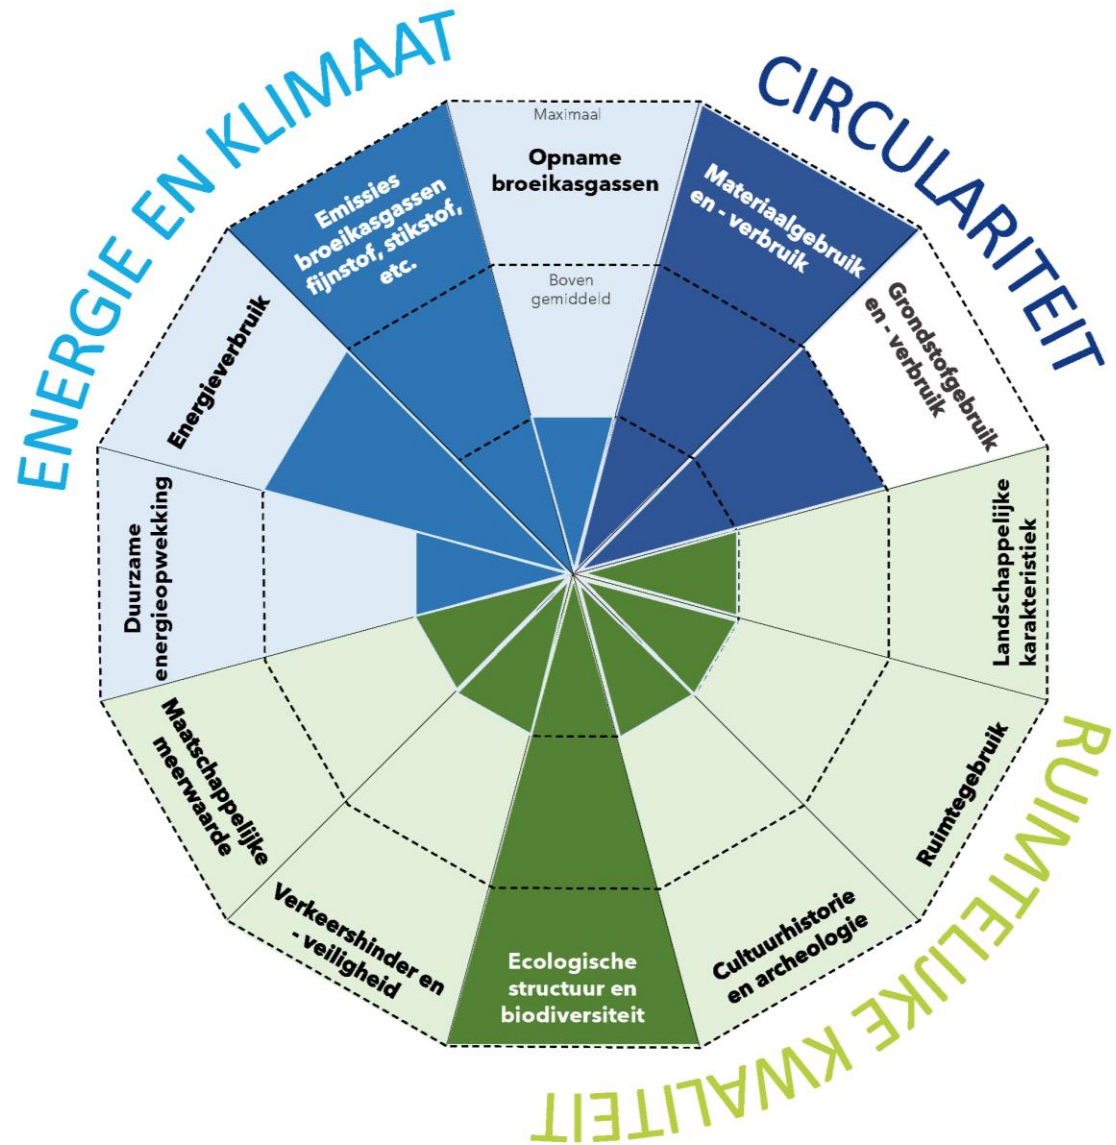 ENERGIE EN KLIMAAT
CIRCULARITEIT
RUIMTELIJKE KWALITEIT
Maximaal
Opname
broeikasgassen
Boven
gemiddeld
Materiaalgebruik
en - verbruik
Grondstofgebruik
en - verbruik
Landschappelijke
karakteristiek
Ruimtegebruik
Cultuurhistorie
en archeologie
Ecologische
structuur en
biodiversiteit
Verkeershinder en
- veiligheid
Maatschappelijke
meerwaarde
Duurzame
energieopwekking
Energieverbruik
Emissies
broeikasgassen
fijnstof, stikstof,
etc.